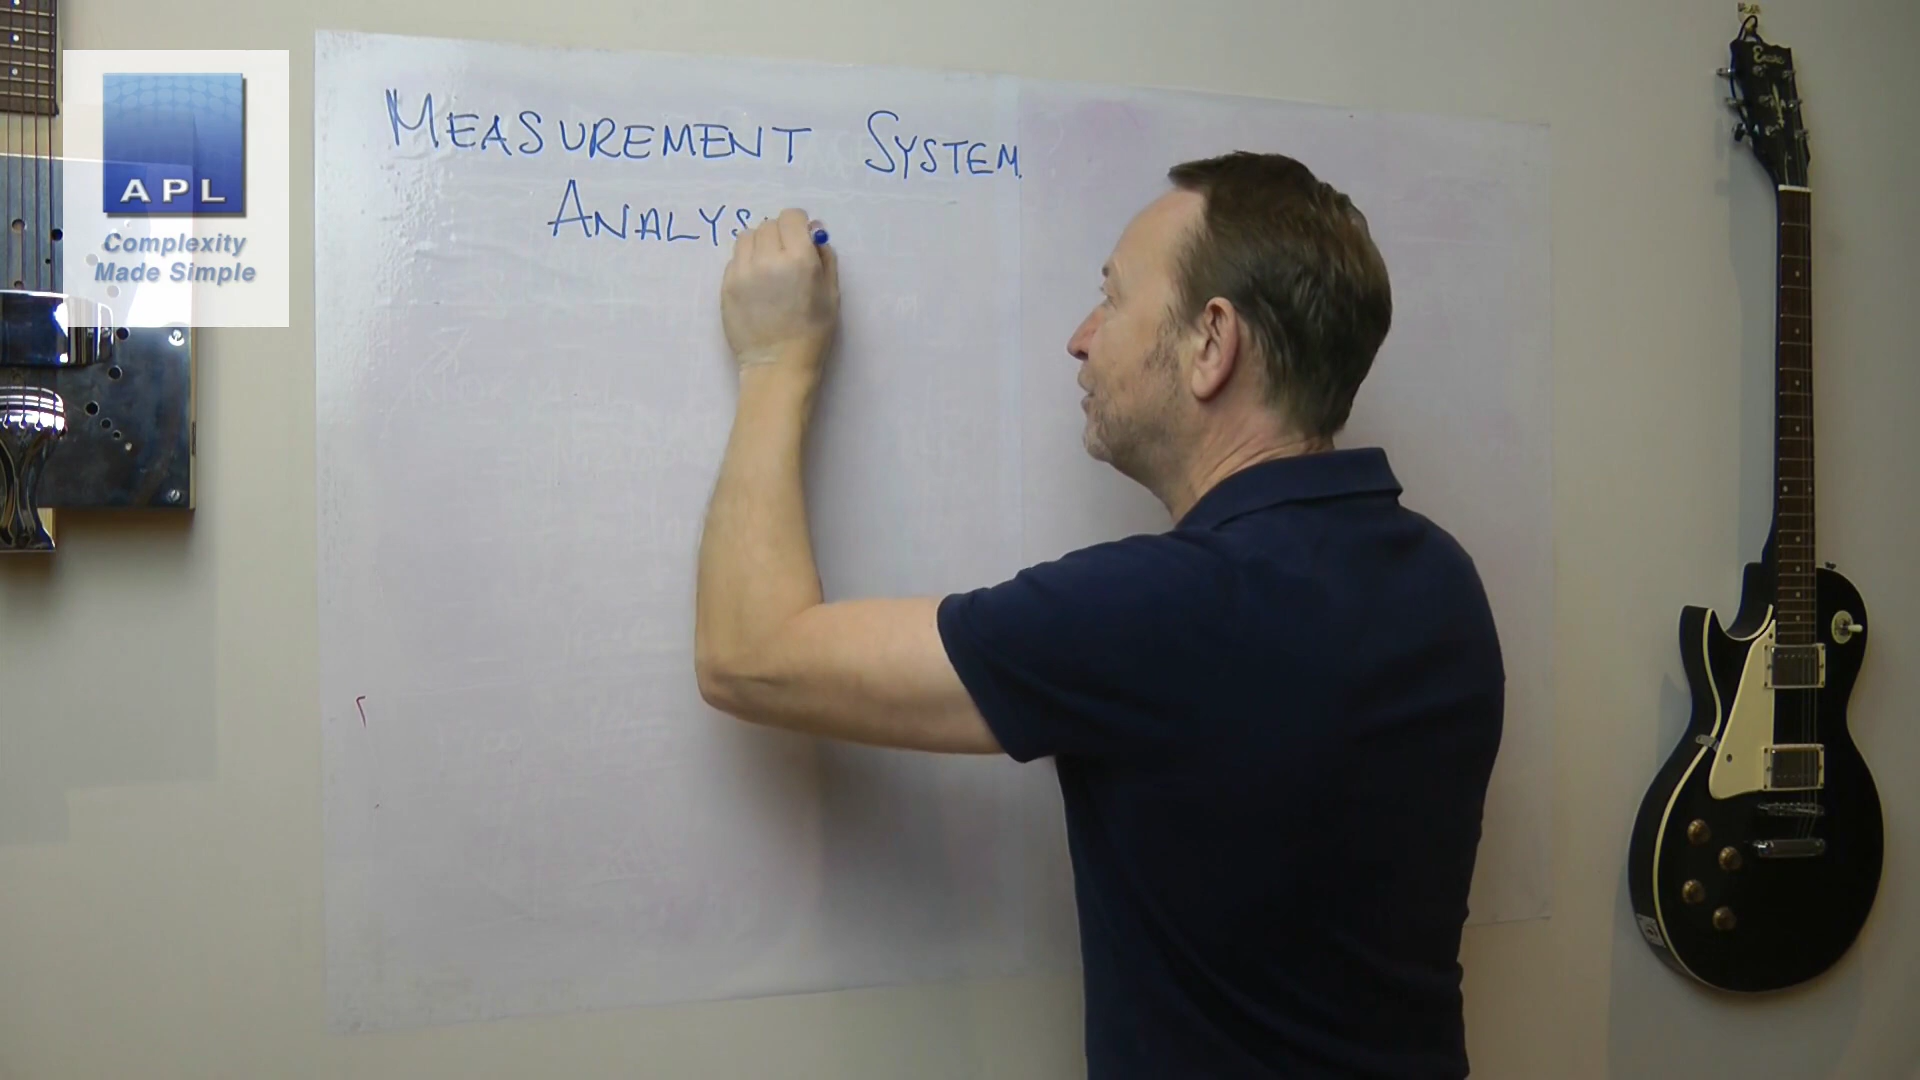 APL
Complexity
Made Simple
MEASUREMENT SYSTEM
ANALYS